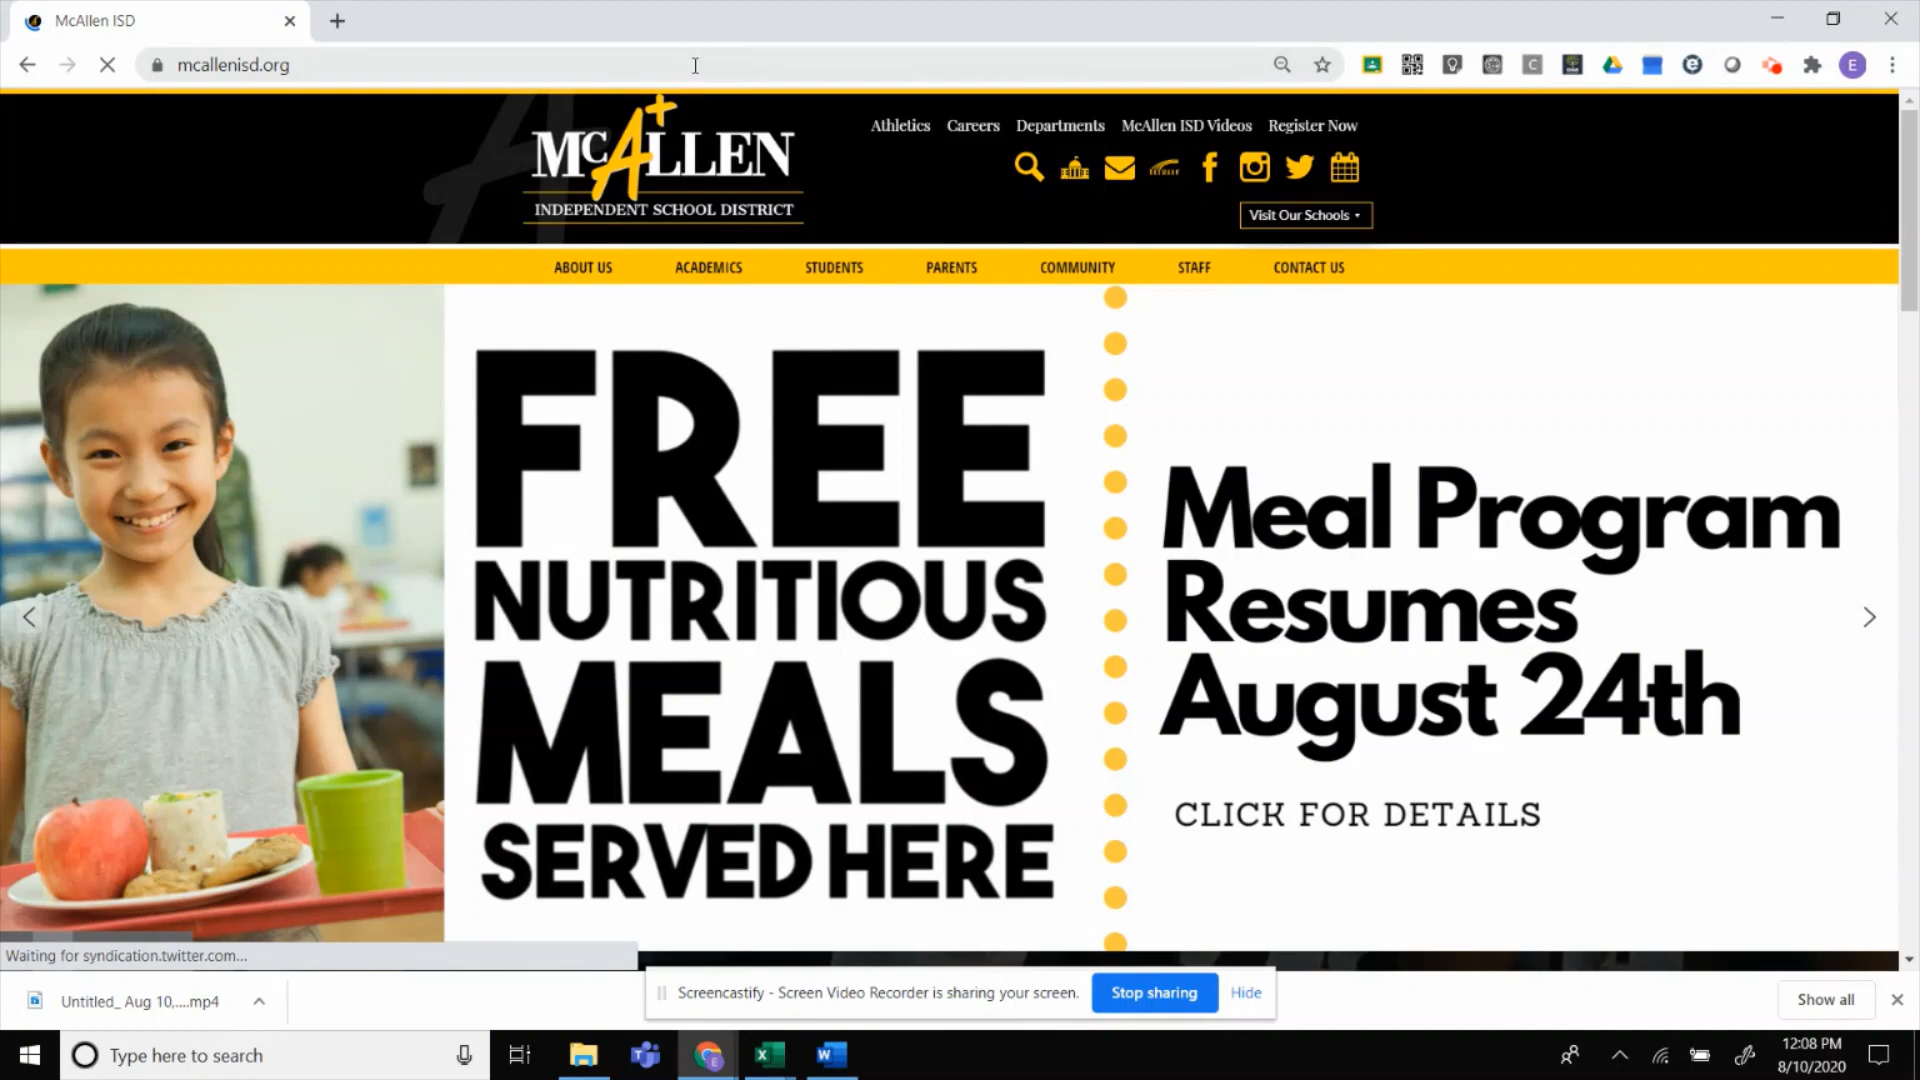 McAllen ISD
mcallenisd.org
Athletics Careers Departments McAllen ISD Videos Register Now
McALLEN
INDEPENDENT SCHOOL DISTRICT
Visit Our Schools
ABOUT US ACADEMICS STUDENTS PARENTS COMMUNITY STAFF CONTACT US
FREE
NUTRITIOUS
MEALS
SERVED HERE
Meal Program
Resumes
August 24th
CLICK FOR DETAILS
Waiting for syndication.twitter.com...
Untitled_ Aug 10,....mp4
Screencastify - Screen Video Recorder is sharing your screen. Stop sharing Hide
Show all
Type here to search
12:08 PM
8/10/2020